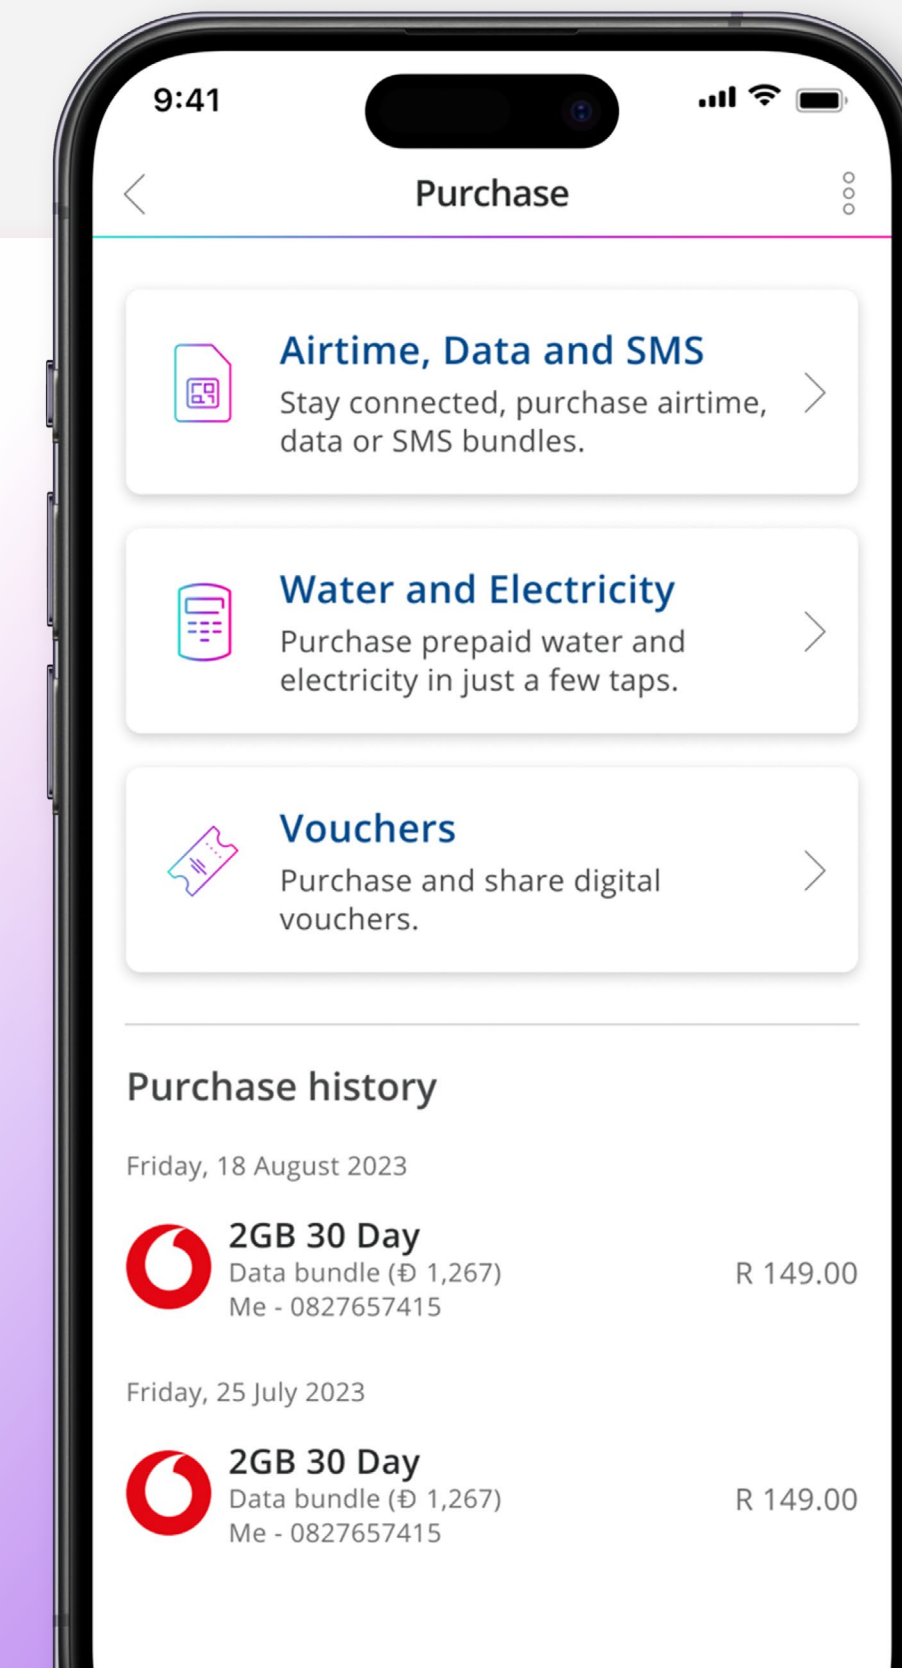 9:41
Purchase
Airtime, Data and SMS
Stay connected, purchase airtime,
data or SMS bundles.
Water and Electricity
Purchase prepaid water and
electricity in just a few taps.
Vouchers
Purchase and share digital
vouchers.
Purchase history
Friday, 18 August 2023
2GB 30 Day
Data bundle (Đ 1,267)
R 149.00
Me - 0827657415
Friday, 25 July 2023
2GB 30 Day
Data bundle (Đ 1,267)
R 149.00
Me - 0827657415